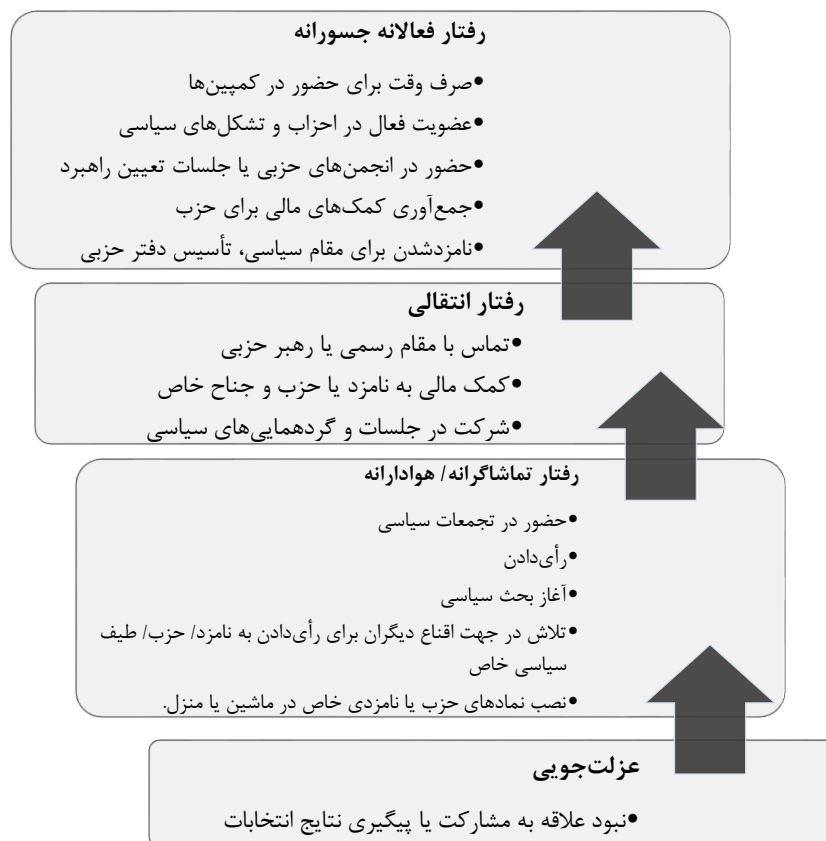 رفتار فعالانه جسورانه
•صرف وقت برای حضور در کمپین‌ها
•عضویت فعال در احزاب و تشکل‌های سیاسی
•حضور در انجمن‌های حزبی یا جلسات تعیین راهبرد
•جمع‌آوری کمک‌های مالی برای حزب
•نامزدشدن برای مقام سیاسی، تأسیس دفتر حزبی
رفتار انتقالی
•تماس با مقام رسمی یا رهبر حزبی
•کمک مالی به نامزد یا حزب و جناح خاص
•شرکت در جلسات و گردهمایی‌های سیاسی
رفتار تماشاگرانه/ هوادارانه
•حضور در تجمعات سیاسی
•رأی‌دادن
•آغاز بحث سیاسی
•تلاش در جهت اقناع دیگران برای رأی‌دادن به نامزد/ حزب/ طیف
سیاسی خاص
•نصب نمادهای حزب یا نامزدی خاص در ماشین یا منزل.
عزلت‌جویی
•نبود علاقه به مشارکت یا پیگیری نتایج انتخابات